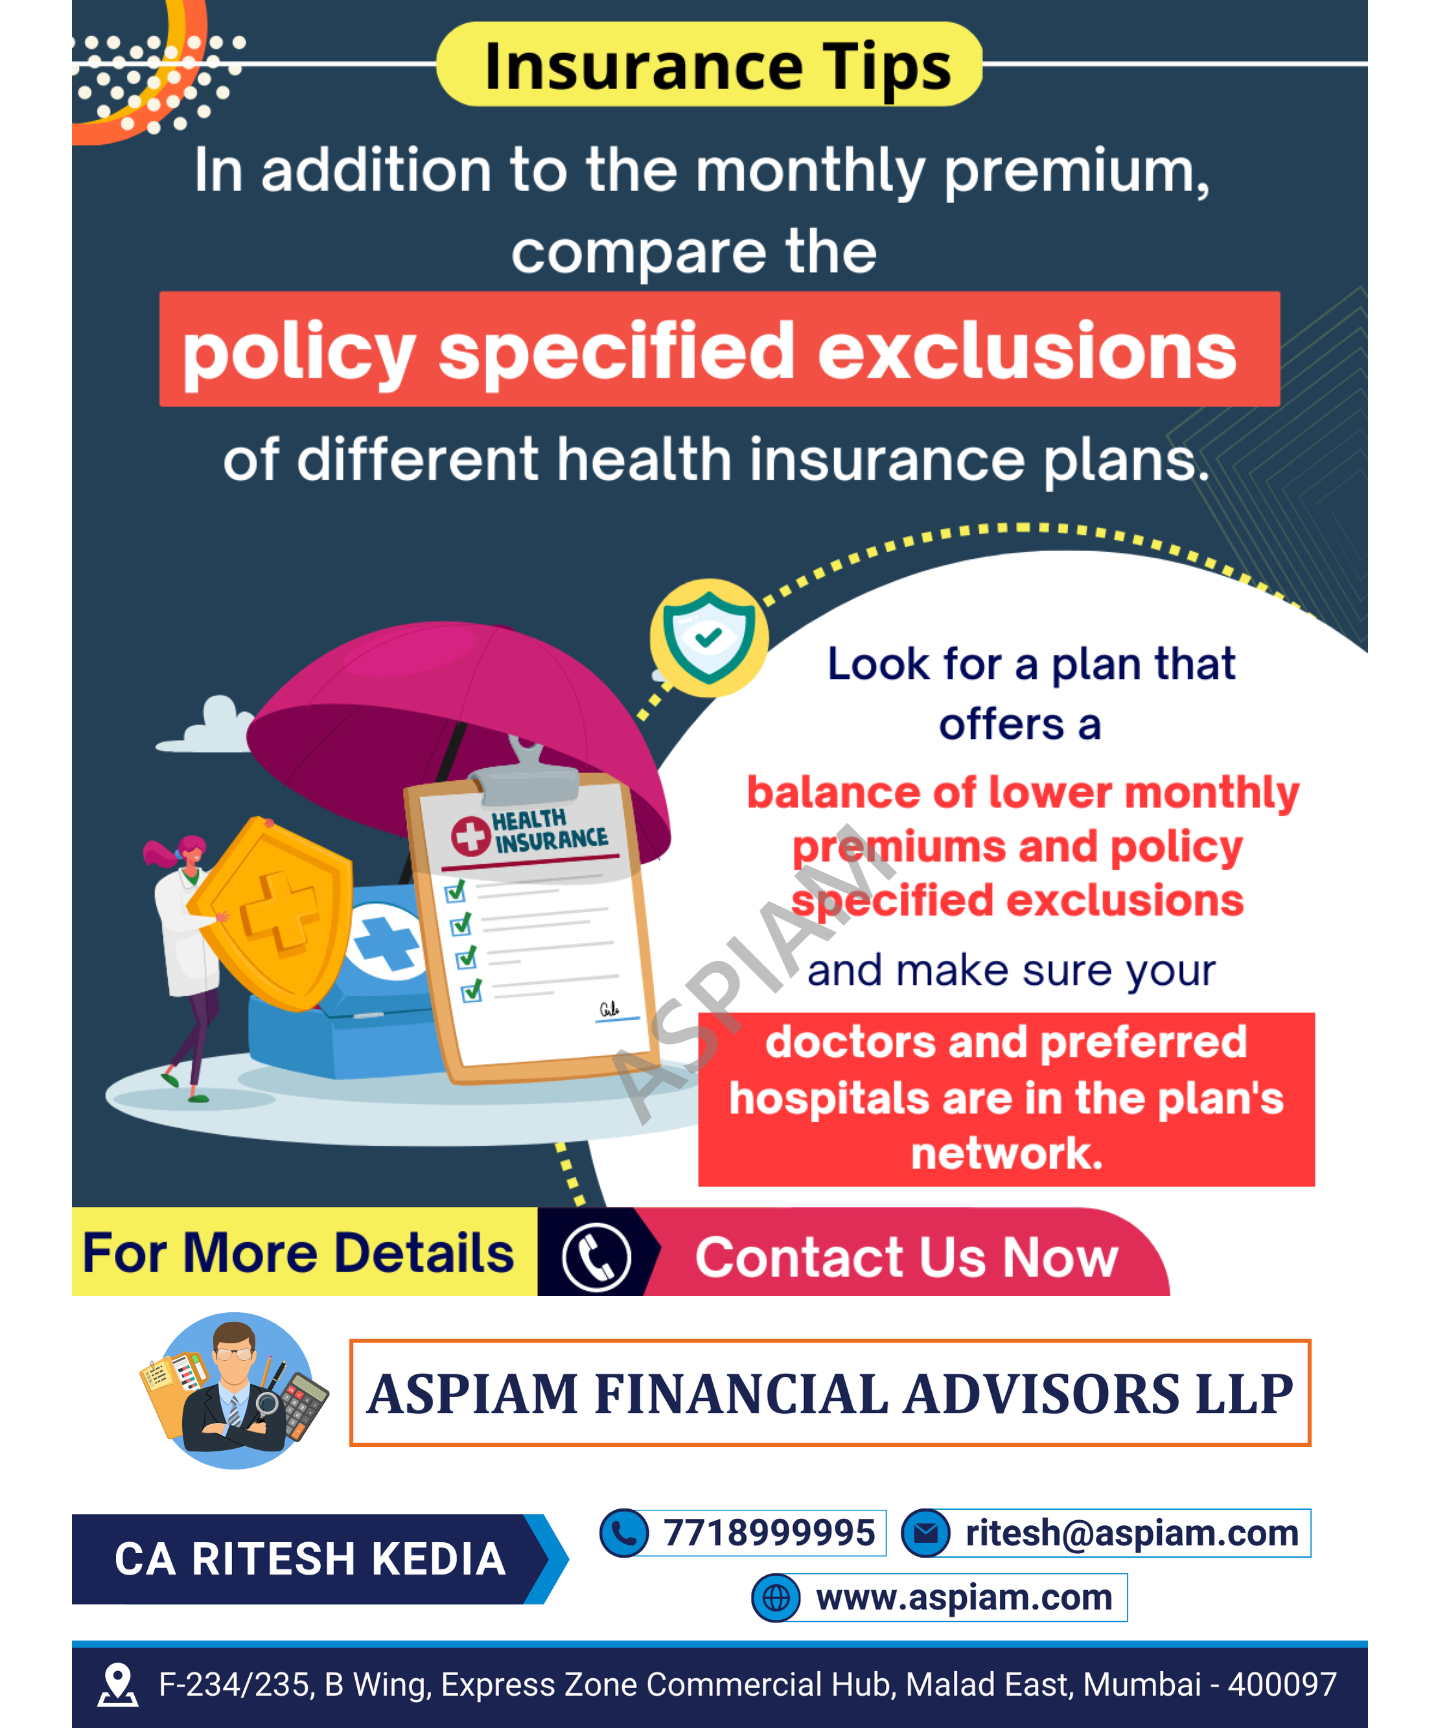 Insurance Tips
In addition to the monthly premium,
compare the
policy specified exclusions
of different health insurance plans.
Look for a plan that
offers a
balance of lower monthly
premiums and policy
specified exclusions
and make sure your
doctors and preferred
hospitals are in the plan's
network.
HEALTH
INSURANCE
ASPIAM
For More Details
Contact Us Now
ASPIAM FINANCIAL ADVISORS LLP
CA RITESH KEDIA
7718999995
ritesh@aspiam.com
www.aspiam.com
F-234/235, B Wing, Express Zone Commercial Hub, Malad East, Mumbai - 400097